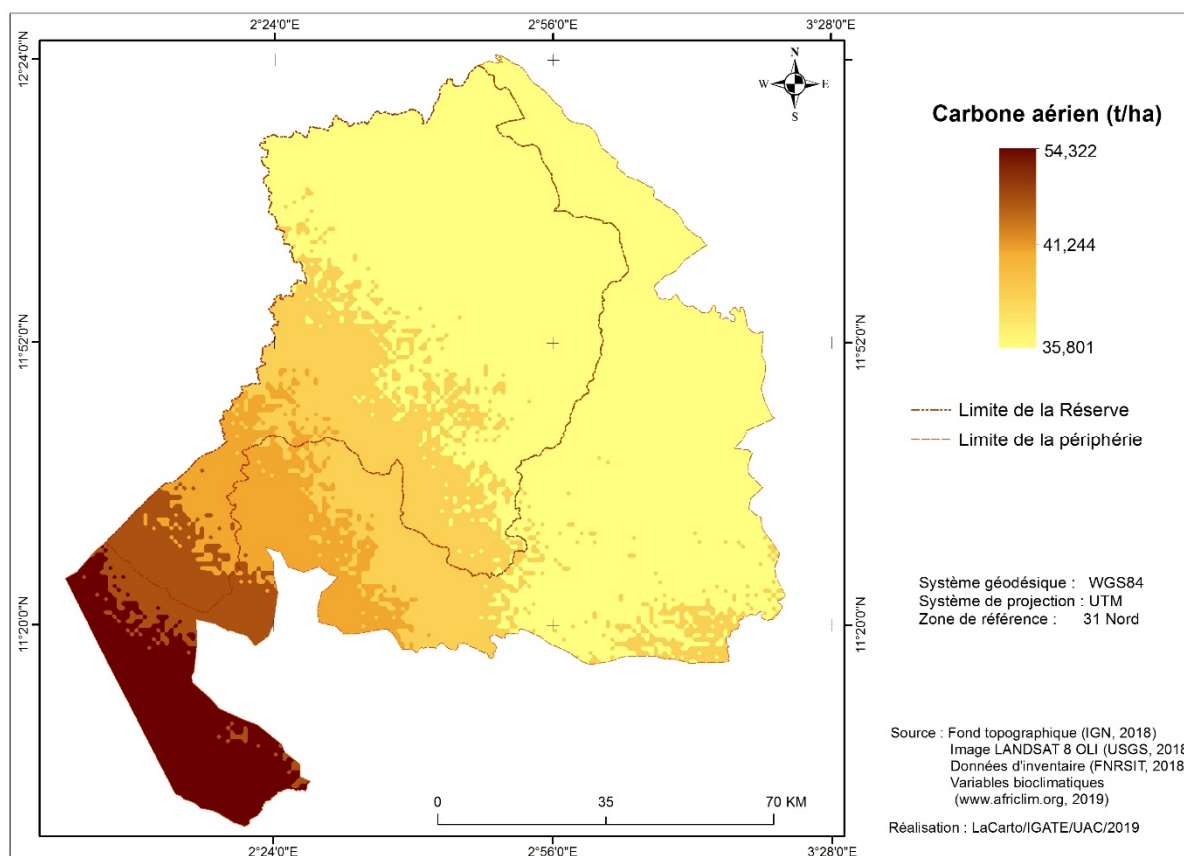 2°24'0"E 2°56'0"E 3°28'0"E
12°24'0"N
12°24'0"N
11°52'0"N
11°52'0"N
11°20'0"N
11°20'0"N
N
W E
S
Carbone aérien (t/ha)
54,322
41,244
35,801
Limite de la Réserve
Limite de la périphérie
Système géodésique : WGS84
Système de projection : UTM
Zone de référence : 31 Nord
Source : Fond topographique (IGN, 2018)
Image LANDSAT 8 OLI (USGS, 2018
Données d'inventaire (FNRSIT, 2018
Variables bioclimatiques
(www.africlim.org, 2019)
Réalisation : LaCarto/IGATE/UAC/2019
0 35 70 KM
2°24'0"E 2°56'0"E 3°28'0"E